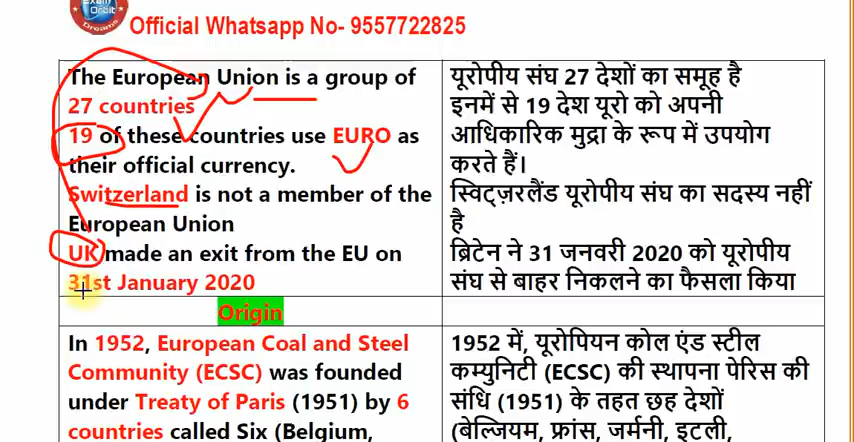 Exam
Orbit
Dreams
Official Whatsapp No- 9557722825
The European Union is a group of
27 countries
19 of these countries use EURO as
their official currency.
Switzerland is not a member of the
European Union
UK made an exit from the EU on
31st January 2020
यूरोपीय संघ 27 देशों का समूह है
इनमें से 19 देश यूरो को अपनी
आधिकारिक मुद्रा के रूप में उपयोग
करते हैं।
स्विट्ज़रलैंड यूरोपीय संघ का सदस्य नहीं
है
ब्रिटेन ने 31 जनवरी 2020 को यूरोपीय
संघ से बाहर निकलने का फैसला किया
Origin
In 1952, European Coal and Steel
Community (ECSC) was founded
under Treaty of Paris (1951) by 6
countries called Six (Belgium,
1952 में, यूरोपियन कोल एंड स्टील
कम्युनिटी (ECSC) की स्थापना पेरिस की
संधि (1951) के तहत छह देशों
(बेल्जियम, फ्रांस, जर्मनी, इटली,